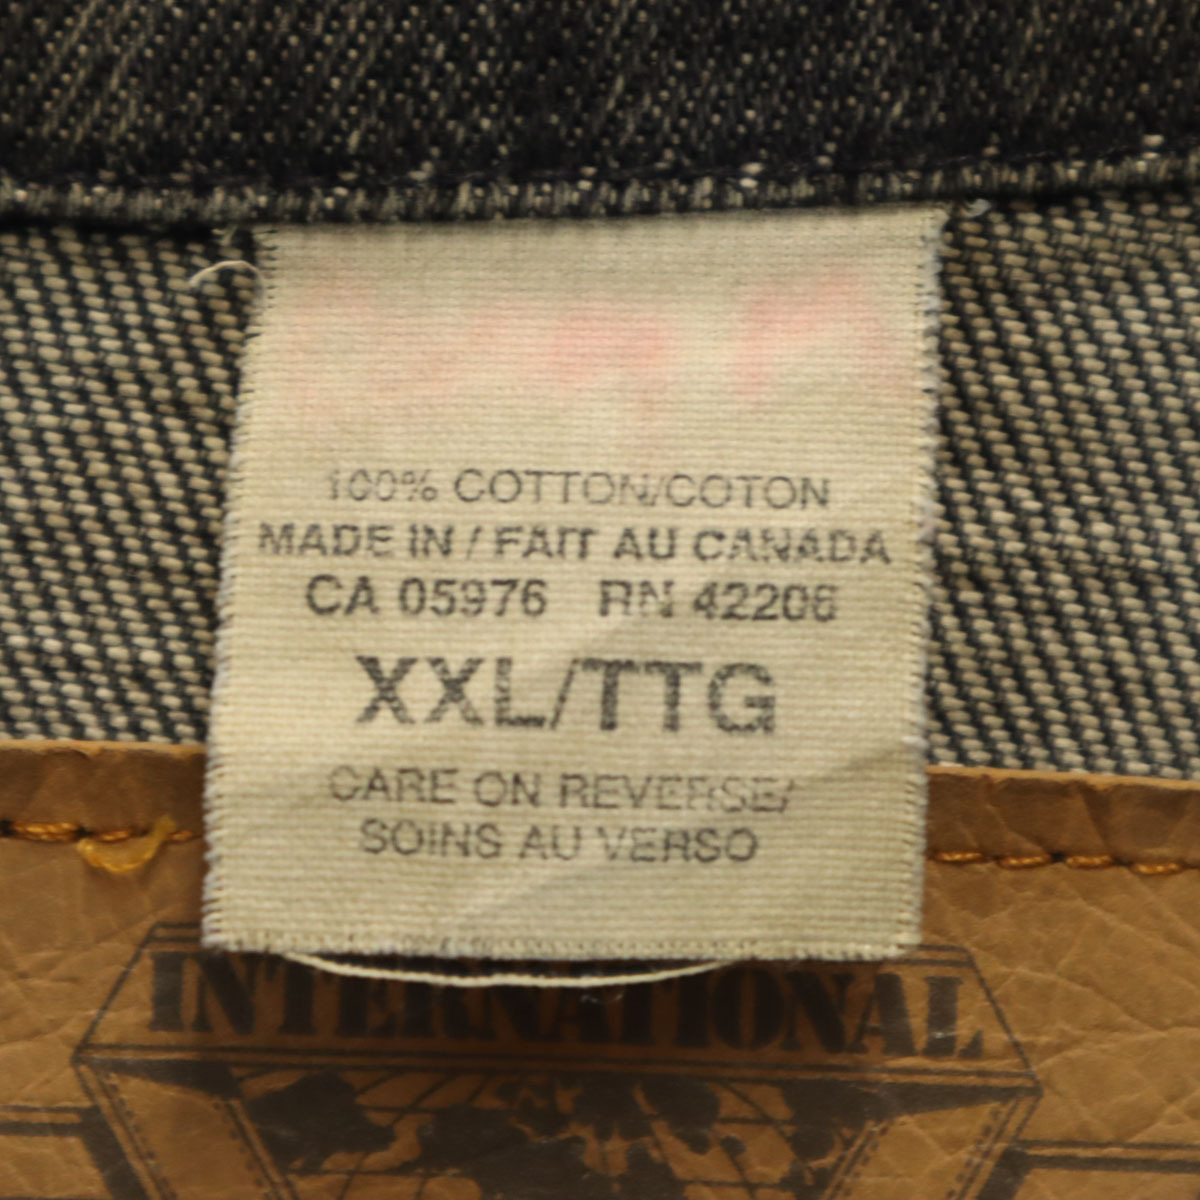 100% COTTON/COTON
MADE IN / FAIT AU CANADA
CA 05976 RN 42206
XXL/TTG
CARE ON REVERSE/
SOINS AU VERSO
INTERNATIONAL